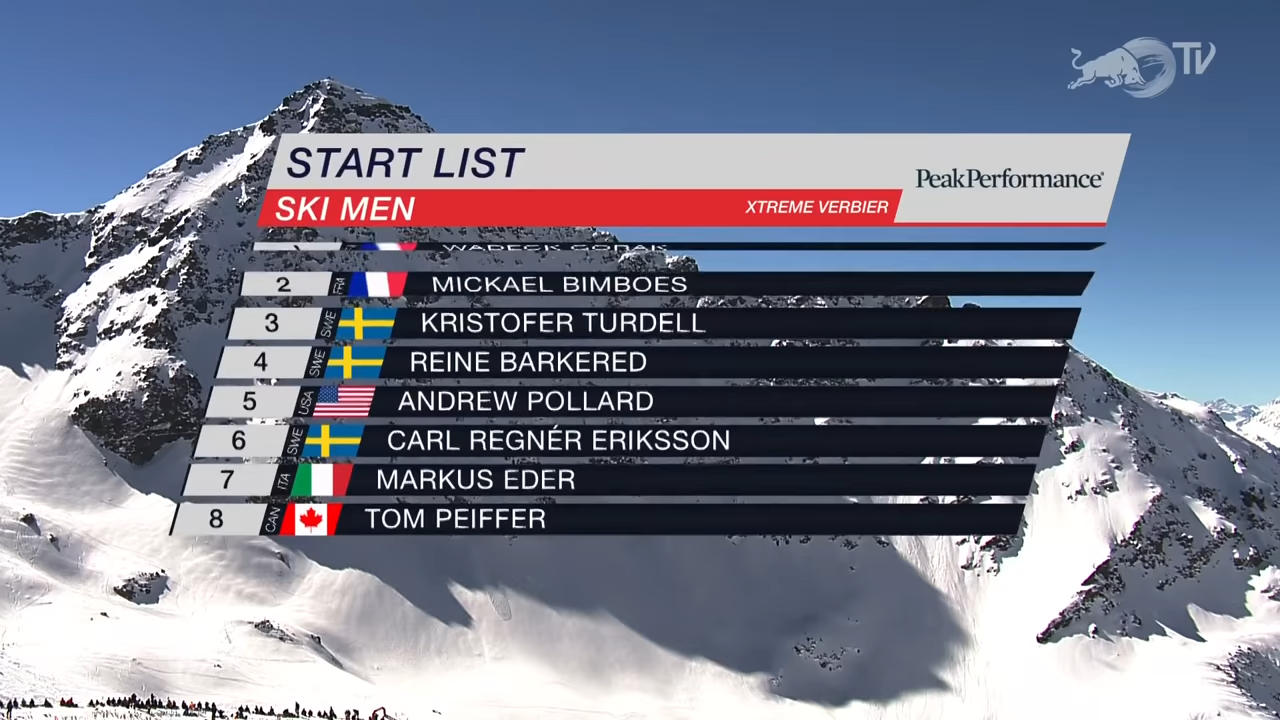 TV
START LIST
PeakPerformance
SKI MEN
XTREME VERBIER
2 FRA MICKAEL BIMBOES
3 SWE KRISTOFER TURDELL
4 SWE REINE BARKERED
5 USA ANDREW POLLARD
6 SWE CARL REGNÉR ERIKSSON
7 ITA MARKUS EDER
8 CAN TOM PEIFFER